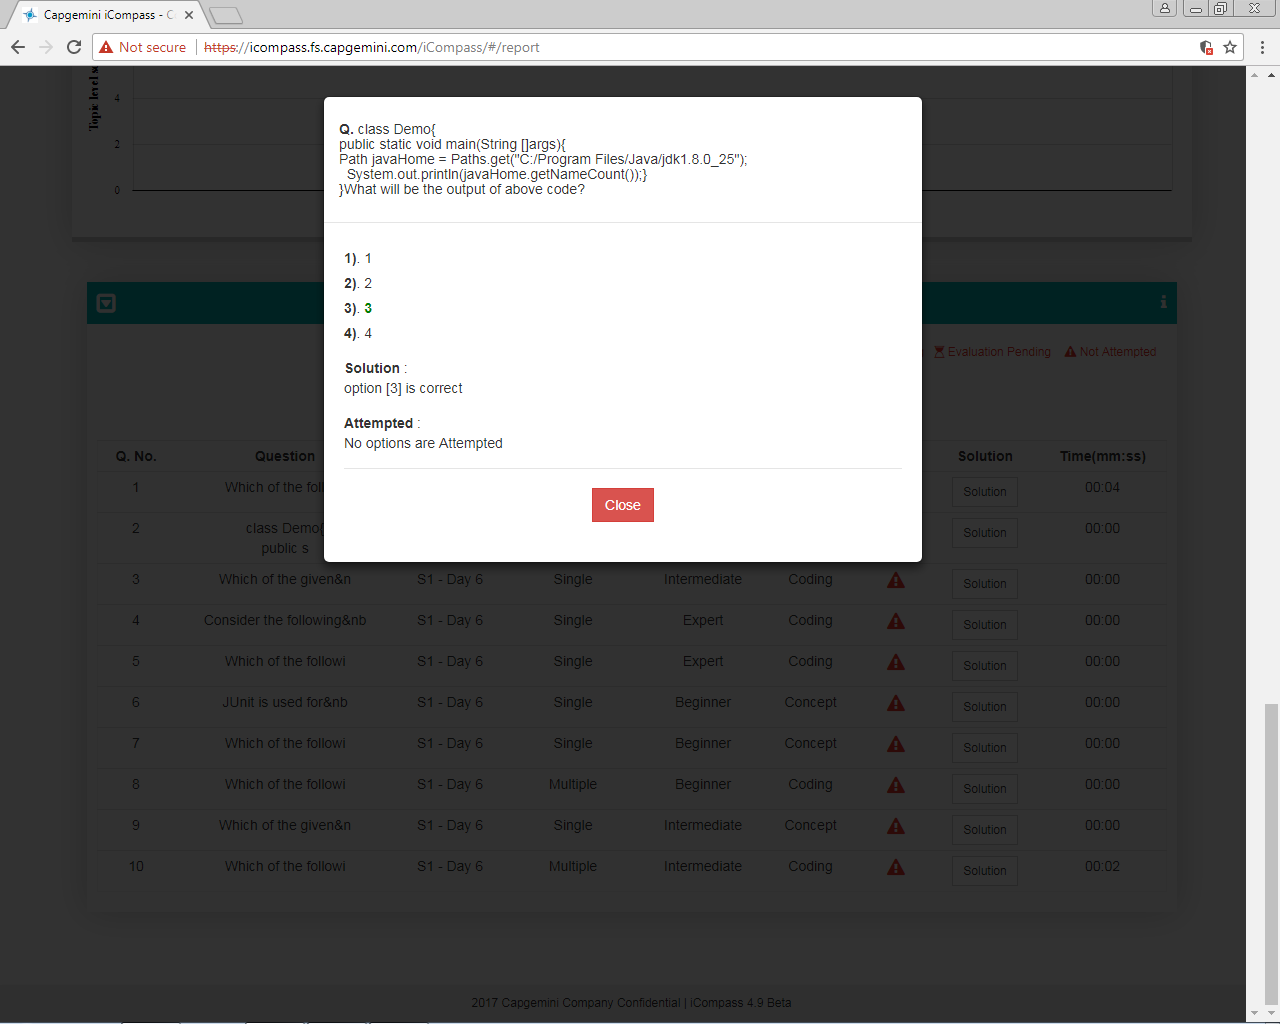 Capgemini iCompass - C
Not secure
https://icompass.fs.capgemini.com/iCompass/#/report
Topic level s
4
2
0
Q. class Demo{
public static void main(String []args){
Path javaHome = Paths.get("C:/Program Files/Java/jdk1.8.0_25");
System.out.println(javaHome.getNameCount());}
}What will be the output of above code?
1). 1
2). 2
3). 3
4). 4
Solution :
option [3] is correct
Attempted :
No options are Attempted
Close
Evaluation Pending Not Attempted
Q. No. Question Solution Time(mm:ss)
1 Which of the foll Solution 00:04
2 class Demo{ Solution 00:00
public s
3 Which of the given&n S1 - Day 6 Single Intermediate Coding Solution 00:00
4 Consider the following&nb S1 - Day 6 Single Expert Coding Solution 00:00
5 Which of the followi S1 - Day 6 Single Expert Coding Solution 00:00
6 JUnit is used for&nb S1 - Day 6 Single Beginner Concept Solution 00:00
7 Which of the followi S1 - Day 6 Single Beginner Concept Solution 00:00
8 Which of the followi S1 - Day 6 Multiple Beginner Coding Solution 00:00
9 Which of the given&n S1 - Day 6 Single Intermediate Concept Solution 00:00
10 Which of the followi S1 - Day 6 Multiple Intermediate Coding Solution 00:02
2017 Capgemini Company Confidential | iCompass 4.9 Beta